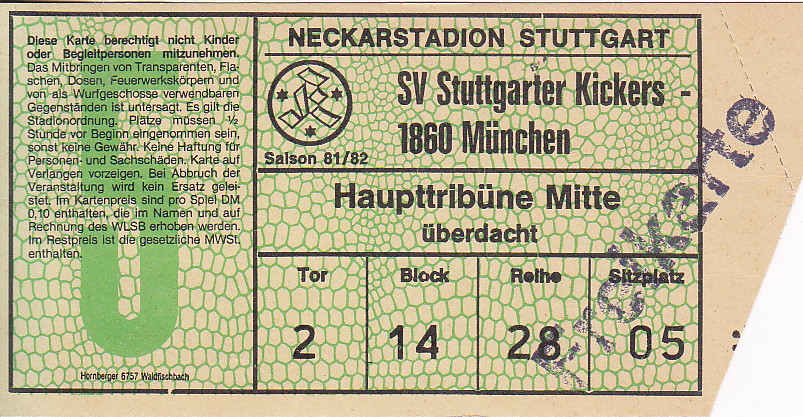 Diese Karte berechtigt nicht Kinder
oder Begleitpersonen mitzunehmen.
Das Mitbringen von Transparenten, Fla-
schen, Dosen, Feuerwerkskörpern und
von als Wurfgeschosse verwendbaren
Gegenständen ist untersagt. Es gilt die
Stadionordnung. Plätze müssen ½
Stunde vor Beginn eingenommen sein,
sonst keine Gewähr. Keine Haftung für
Personen- und Sachschäden. Karte auf
Verlangen vorzeigen. Bei Abbruch der
Veranstaltung wird kein Ersatz gelei-
stet. Im Kartenpreis sind pro Spiel DM
0,10 enthalten, die im Namen und auf
Rechnung des WLSB erhoben werden.
Im Restpreis ist die gesetzliche MWSt.
enthalten.
U
Hornberger 6757 Waldfischbach
NECKARSTADION STUTTGART
SV Stuttgarter Kickers -
1860 München
Saison 81/82
Haupttribüne Mitte
überdacht
Tor Block Reihe Sitzplatz
2 14 28 05